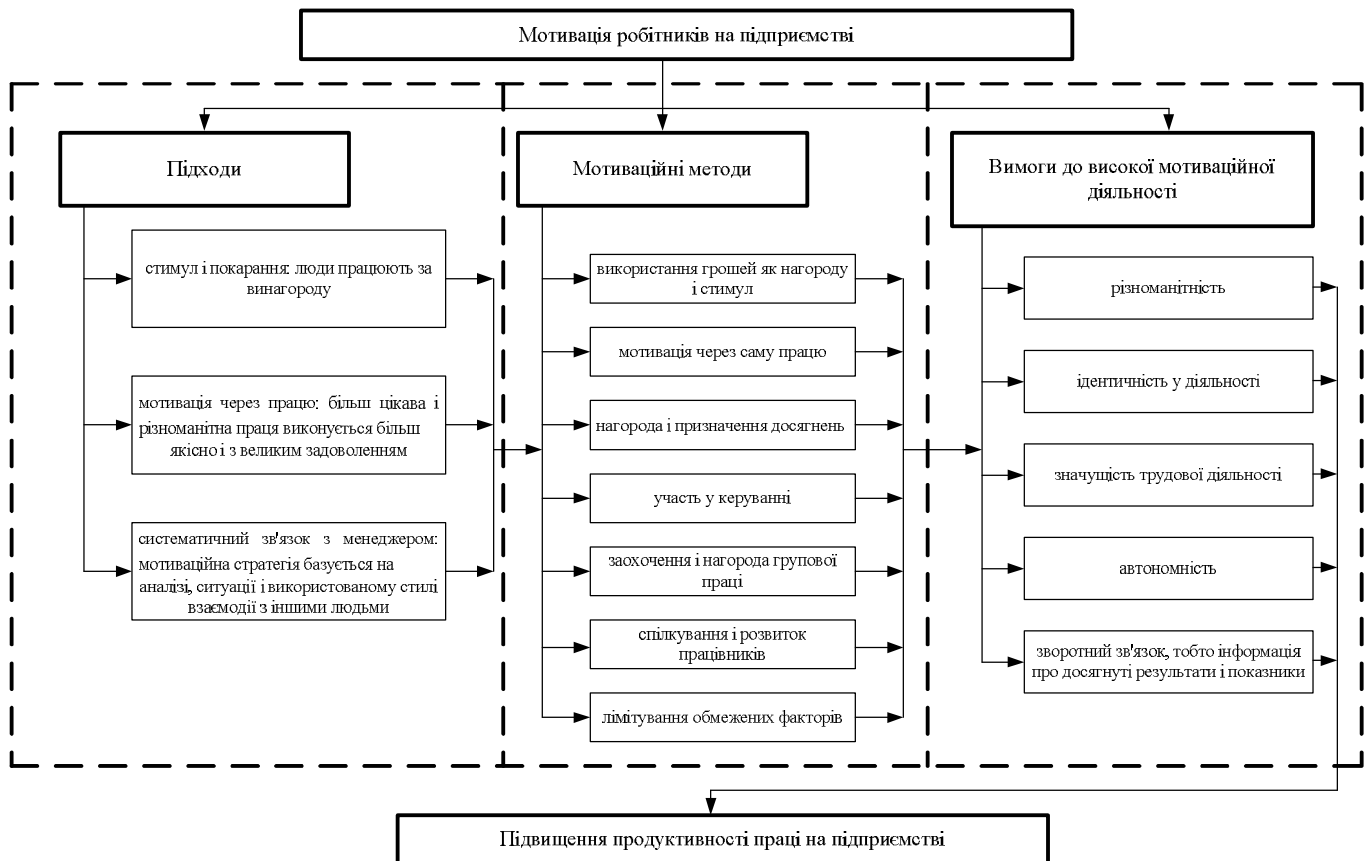 Мотивація робітників на підприємстві
Підходи
стимул і покарання: люди працюють за
винагороду
мотивація через працю: більш цікава і
різноманітна праця виконується більш
якісно і з великим задоволенням
систематичний зв'язок з менеджером:
мотиваційна стратегія базується на
аналізі, ситуації і використованому стилі
взаємодії з іншими людьми
Мотиваційні методи
використання грошей як нагороду
і стимул
мотивація через саму працю
нагорода і призначення досягнень
участь у керуванні
заохочення і нагорода групової
праці
спілкування і розвиток
працівників
лімітування обмежених факторів
Вимоги до високої мотиваційної
діяльності
різноманітність
ідентичність у діяльності
значущість трудової діяльності
автономність
зворотний зв'язок, тобто інформація
про досягнуті результати і показники
Підвищення продуктивності праці на підприємстві